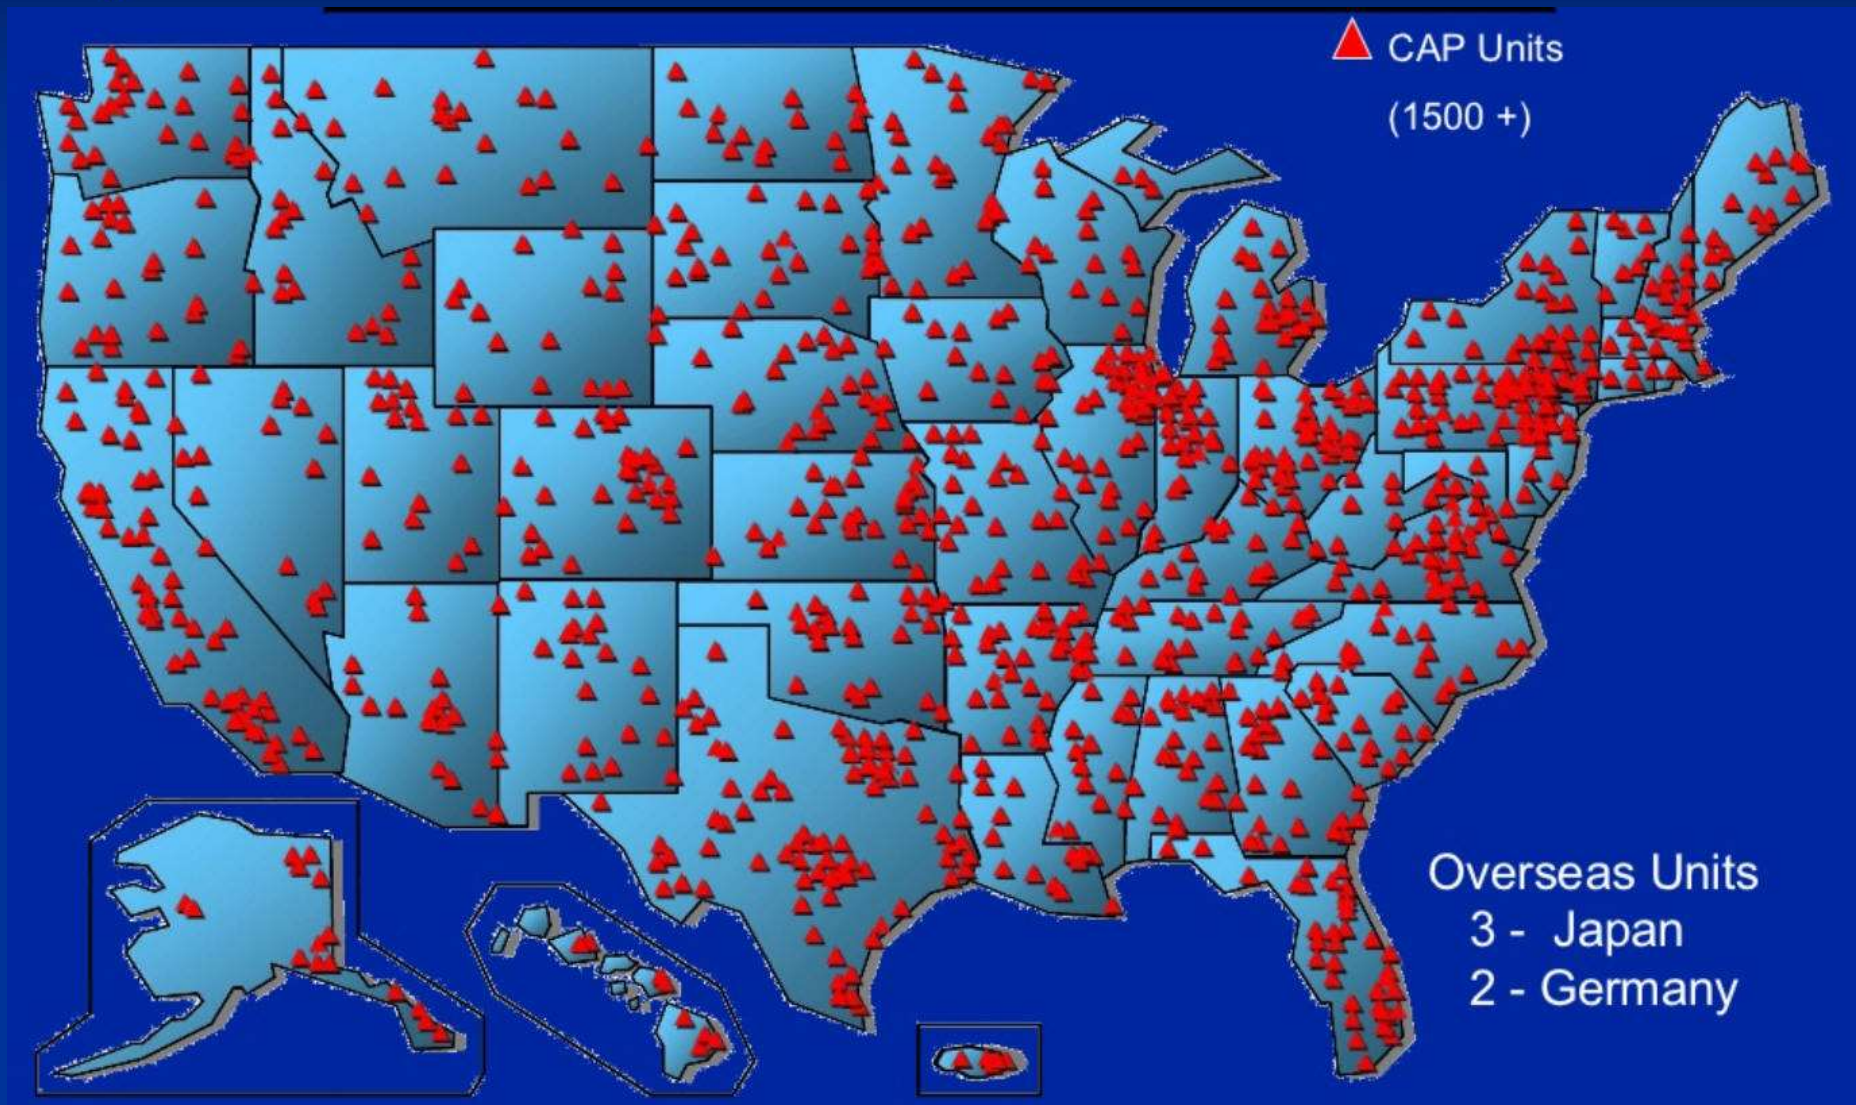 CAP Units
(1500 +)
Overseas Units
3 - Japan
2 - Germany